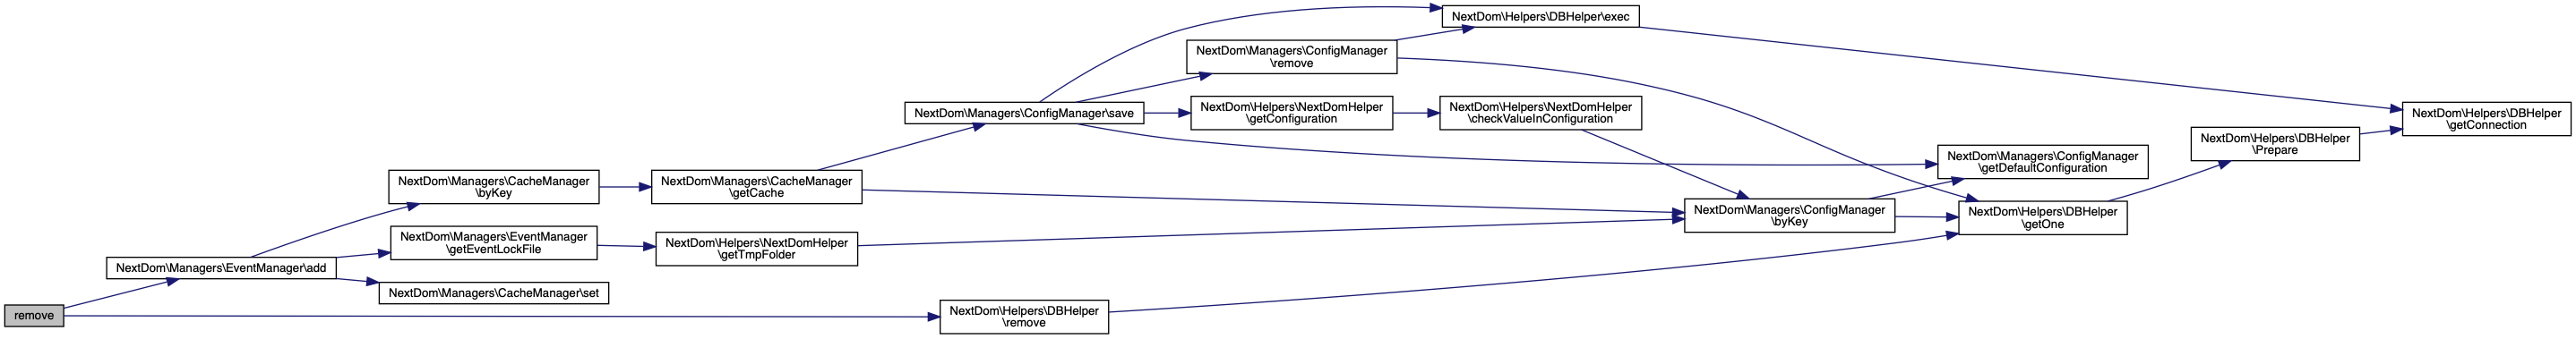 NextDom\Helpers\DBHelper\exec
NextDom\Managers\ConfigManager
\remove
NextDom\Managers\ConfigManager\save
NextDom\Helpers\NextDomHelper
\getConfiguration
NextDom\Helpers\NextDomHelper
\checkValueInConfiguration
NextDom\Helpers\DBHelper
\getConnection
NextDom\Helpers\DBHelper
\Prepare
NextDom\Managers\ConfigManager
\getDefaultConfiguration
NextDom\Managers\CacheManager
\byKey
NextDom\Managers\CacheManager
\getCache
NextDom\Managers\ConfigManager
\byKey
NextDom\Helpers\DBHelper
\getOne
NextDom\Managers\EventManager
\getEventLockFile
NextDom\Helpers\NextDomHelper
\getTmpFolder
NextDom\Managers\EventManager\add
NextDom\Managers\CacheManager\set
remove
NextDom\Helpers\DBHelper
\remove